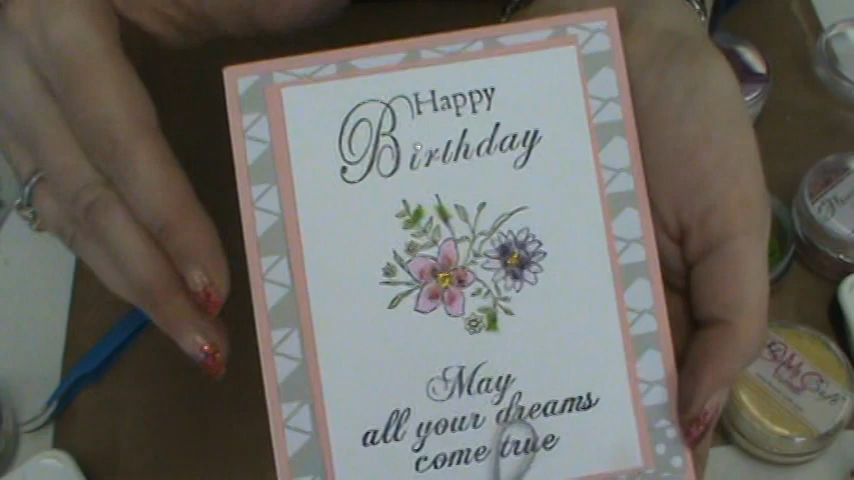 Happy
Birthday
May
all your dreams
come true